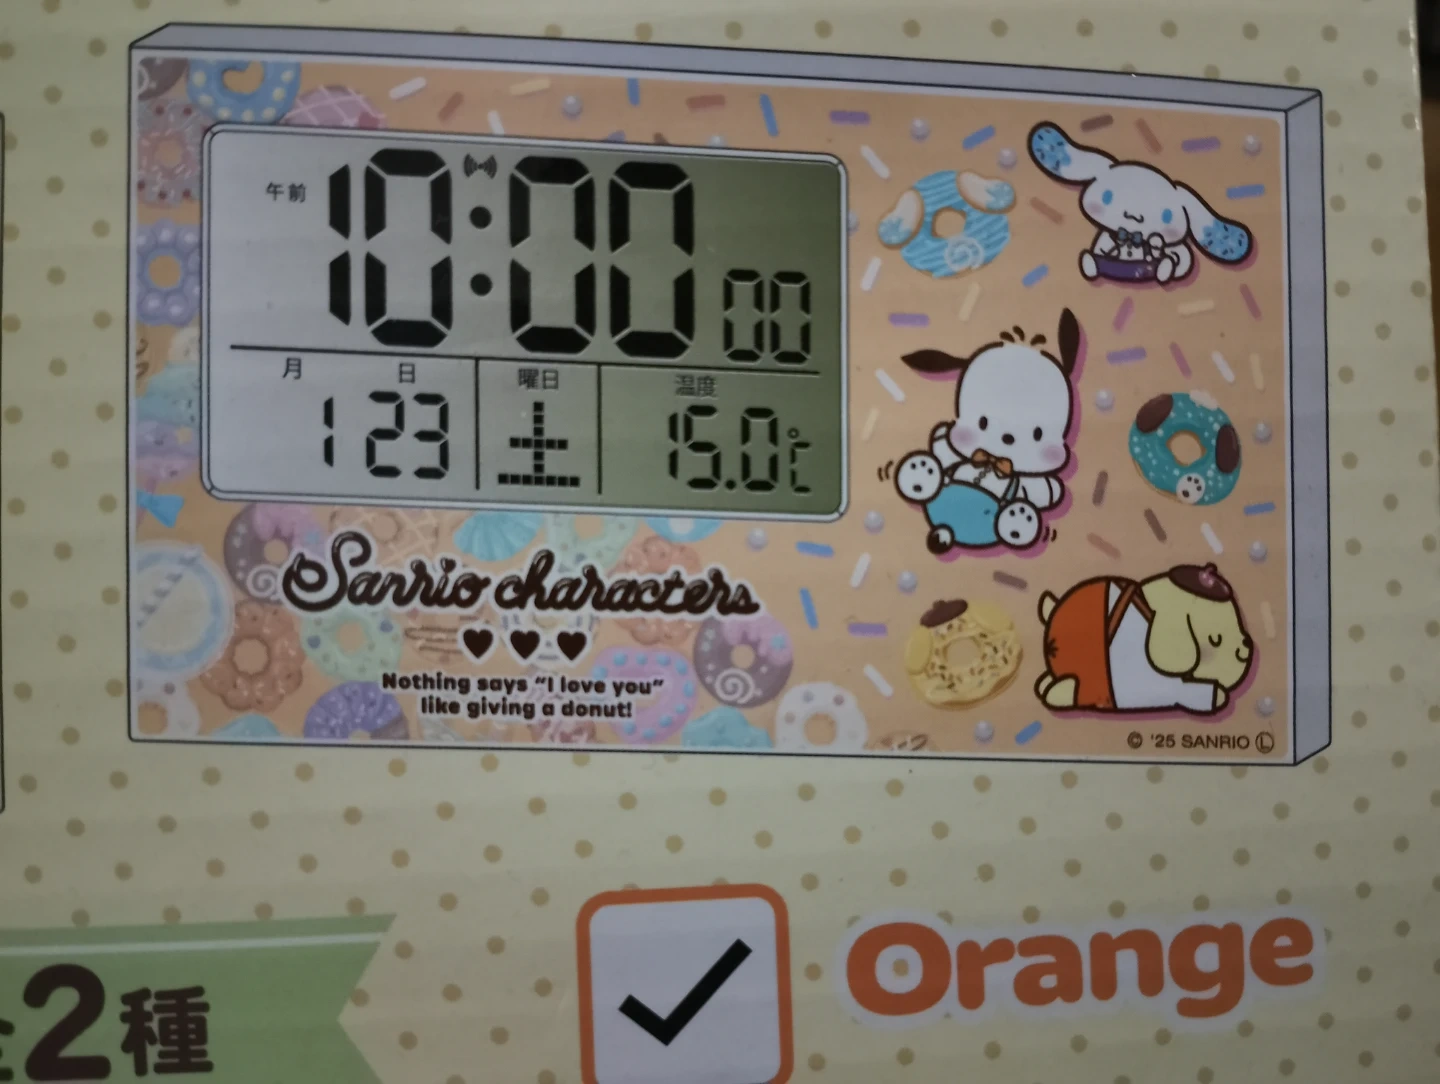 午前 10:00 00
月 日 曜日 温度
1 23 土 15.0℃
Sanrio characters
Nothing says “I love you”
like giving a donut!
© '25 SANRIO Ⓛ
2種
Orange